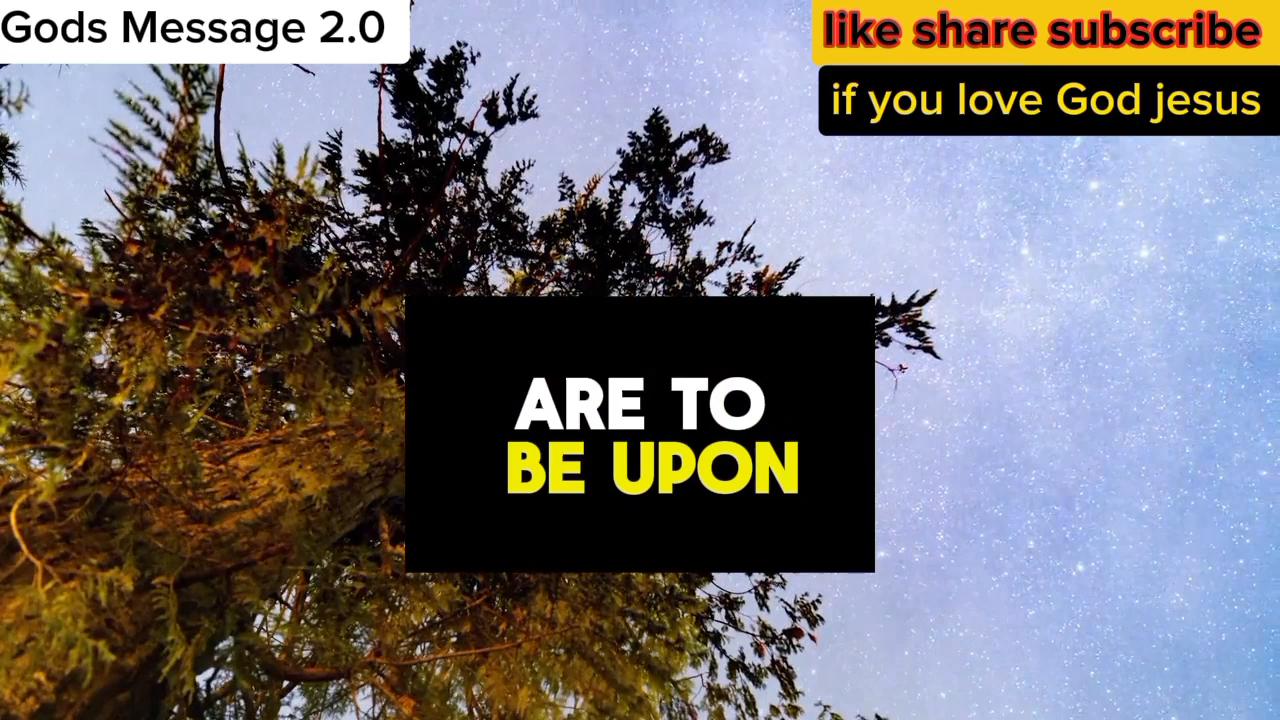 Gods Message 2.0
like share subscribe
if you love God jesus
ARE TO
BE UPON